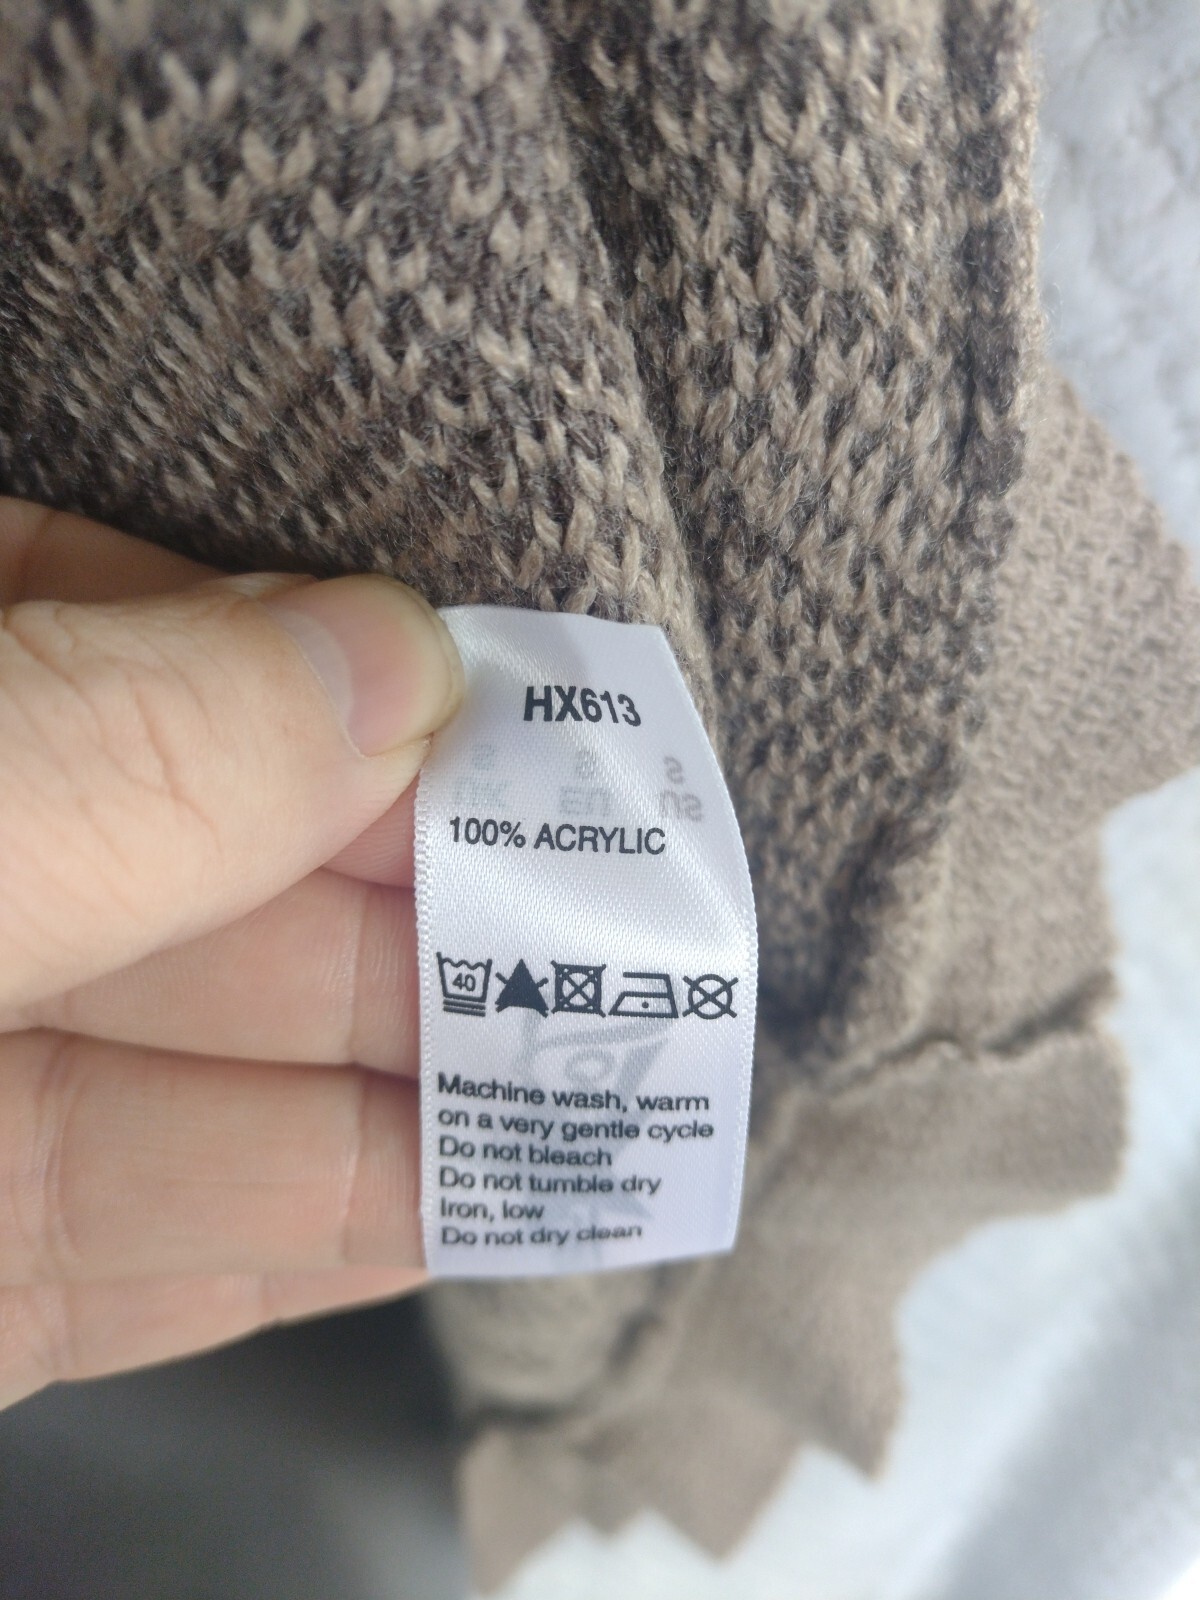 HX613
100% ACRYLIC
40
Machine wash, warm
on a very gentle cycle
Do not bleach
Do not tumble dry
Iron, low
Do not dry clean